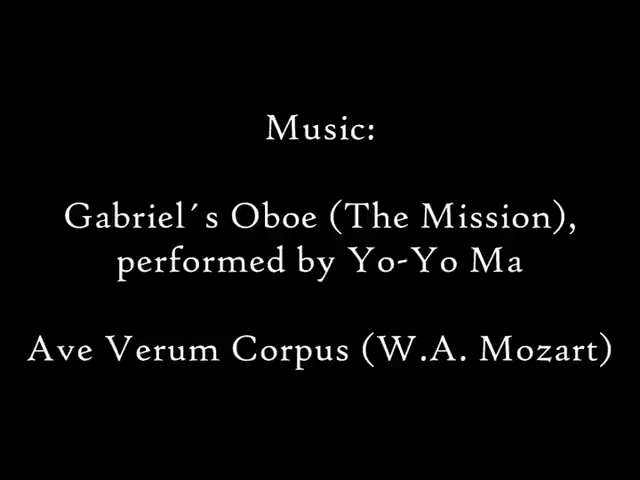 Music:
Gabriel´s Oboe (The Mission),
performed by Yo-Yo Ma
Ave Verum Corpus (W.A. Mozart)